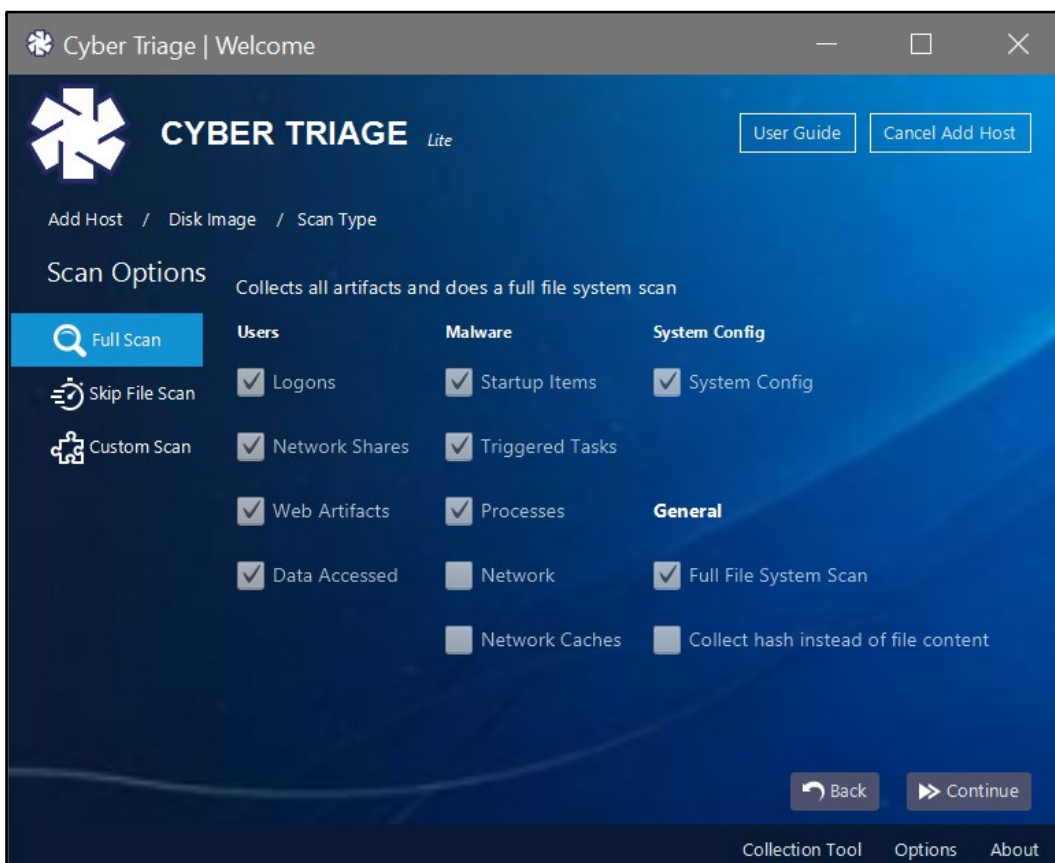 Cyber Triage | Welcome
CYBER TRIAGE Lite
User Guide
Cancel Add Host
Add Host / Disk Image / Scan Type
Scan Options
Collects all artifacts and does a full file system scan
Full Scan
Skip File Scan
Custom Scan
Users
Logons
Network Shares
Web Artifacts
Data Accessed
Malware
Startup Items
Triggered Tasks
Processes
Network
Network Caches
System Config
System Config
General
Full File System Scan
Collect hash instead of file content
Back
Continue
Collection Tool
Options
About